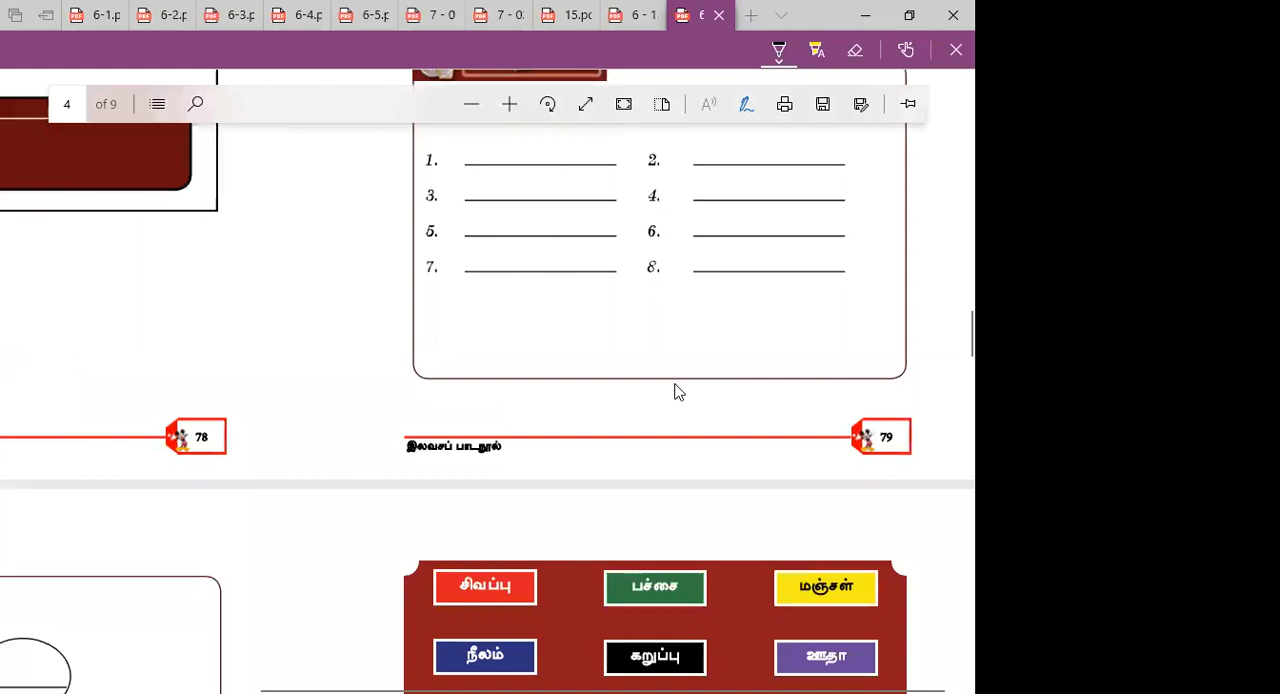 6-1.p 6-2.p 6-3.p 6-4.p 6-5.p 7 - 0 7 - 0: 15.pc 6 - 1 6
4 of 9
1. 2.
3. 4.
5. 6.
7. 8.
78
இலவசப் பாடநூல் 79
சிவப்பு பச்சை மஞ்சள்
நீலம் கறுப்பு ஊதா